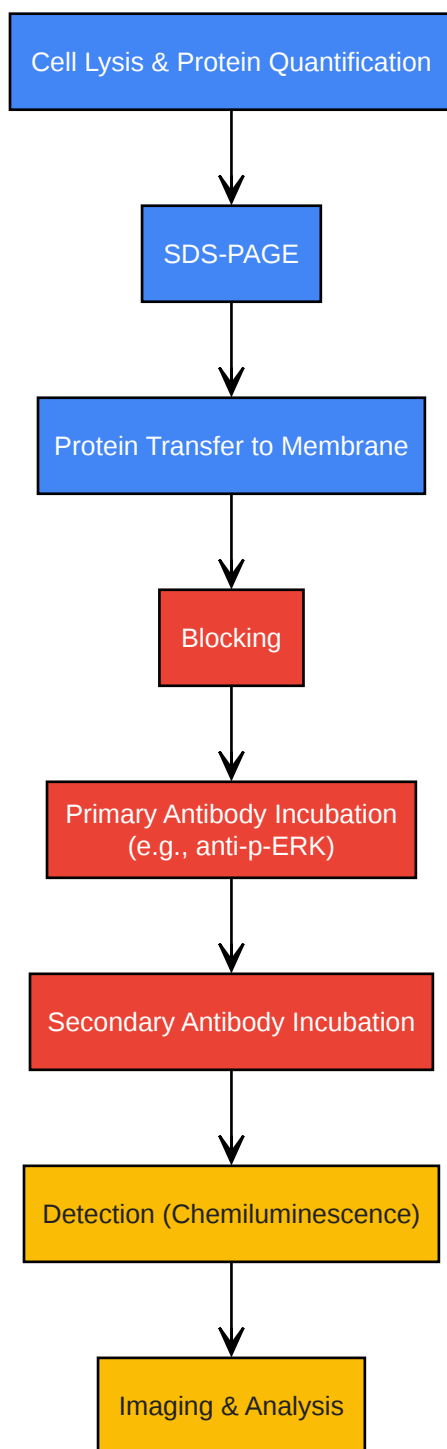 Cell Lysis & Protein Quantification
SDS-PAGE
Protein Transfer to Membrane
Blocking
Primary Antibody Incubation
(e.g., anti-p-ERK)
Secondary Antibody Incubation
Detection (Chemiluminescence)
Imaging & Analysis